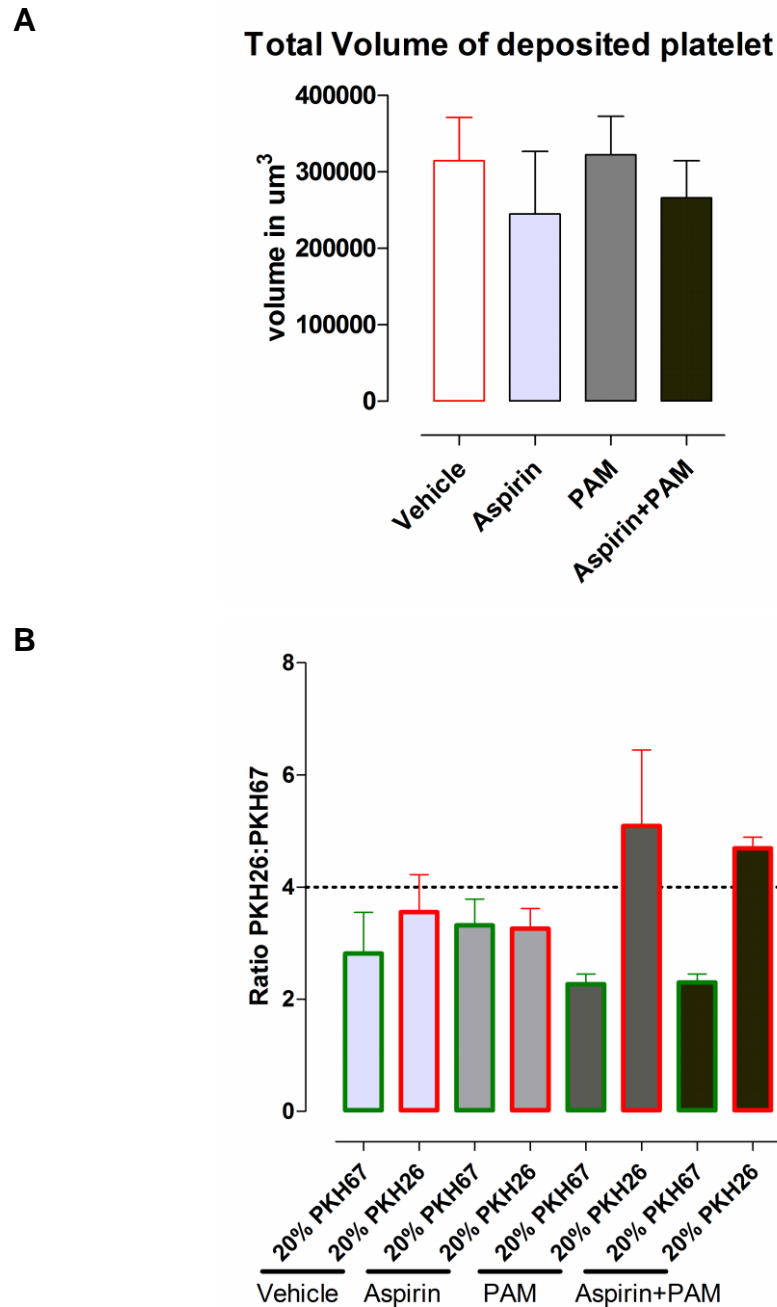 A
Total Volume of deposited platelet
400000
300000
200000
100000
0
volume in um³
Vehicle
Aspirin
PAM
Aspirin+PAM
B
8
6
4
2
0
Ratio PKH26:PKH67
20% PKH67
20% PKH26
20% PKH67
20% PKH26
20% PKH67
20% PKH26
20% PKH67
20% PKH26
Vehicle Aspirin PAM Aspirin+PAM